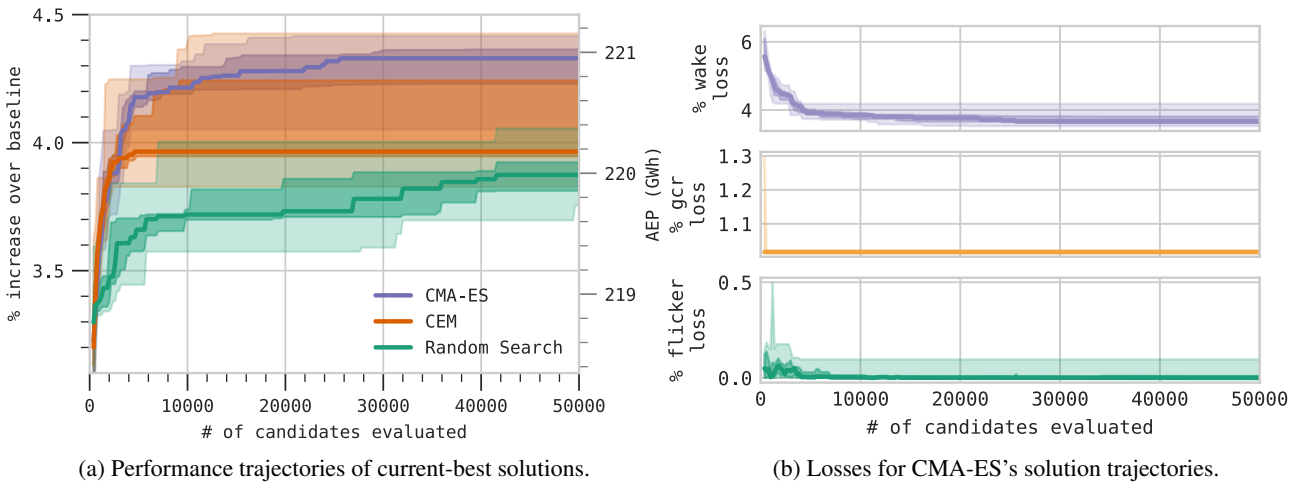 4.5
4.0
3.5
% increase over baseline
221
220
219
AEP (GWh)
CMA-ES
CEM
Random Search
0
10000
20000
30000
40000
50000
# of candidates evaluated
(a) Performance trajectories of current-best solutions.
% wake
loss
6
4
% gcr
loss
1.3
1.2
1.1
% flicker
loss
0.5
0.0
0
10000
20000
30000
40000
50000
# of candidates evaluated
(b) Losses for CMA-ES's solution trajectories.